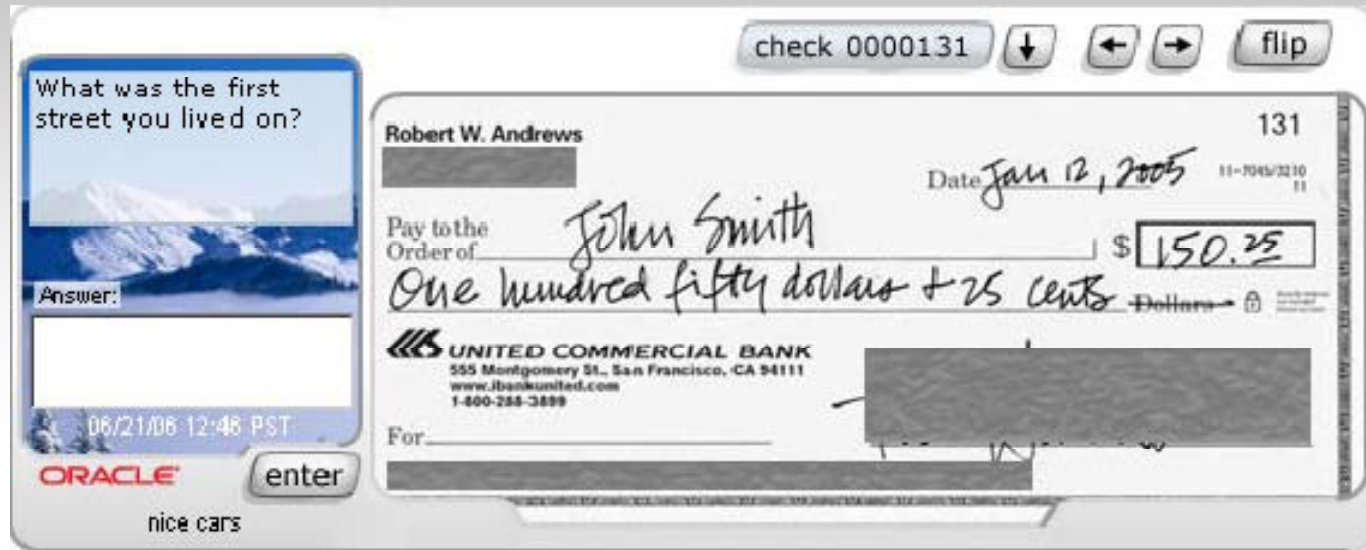 check 0000131
flip
What was the first
street you lived on?
Answer:
06/21/06 12:46 PST
ORACLE
enter
nice cars
Robert W. Andrews
131
Date Jan 12, 2005
11-7045/3210
11
Pay to the
Order of John Smith $ 150.25
One hundred fifty dollars + 25 cents Dollars
UNITED COMMERCIAL BANK
555 Montgomery St., San Francisco, CA 94111
www.ibankunited.com
1-800-288-3899
For